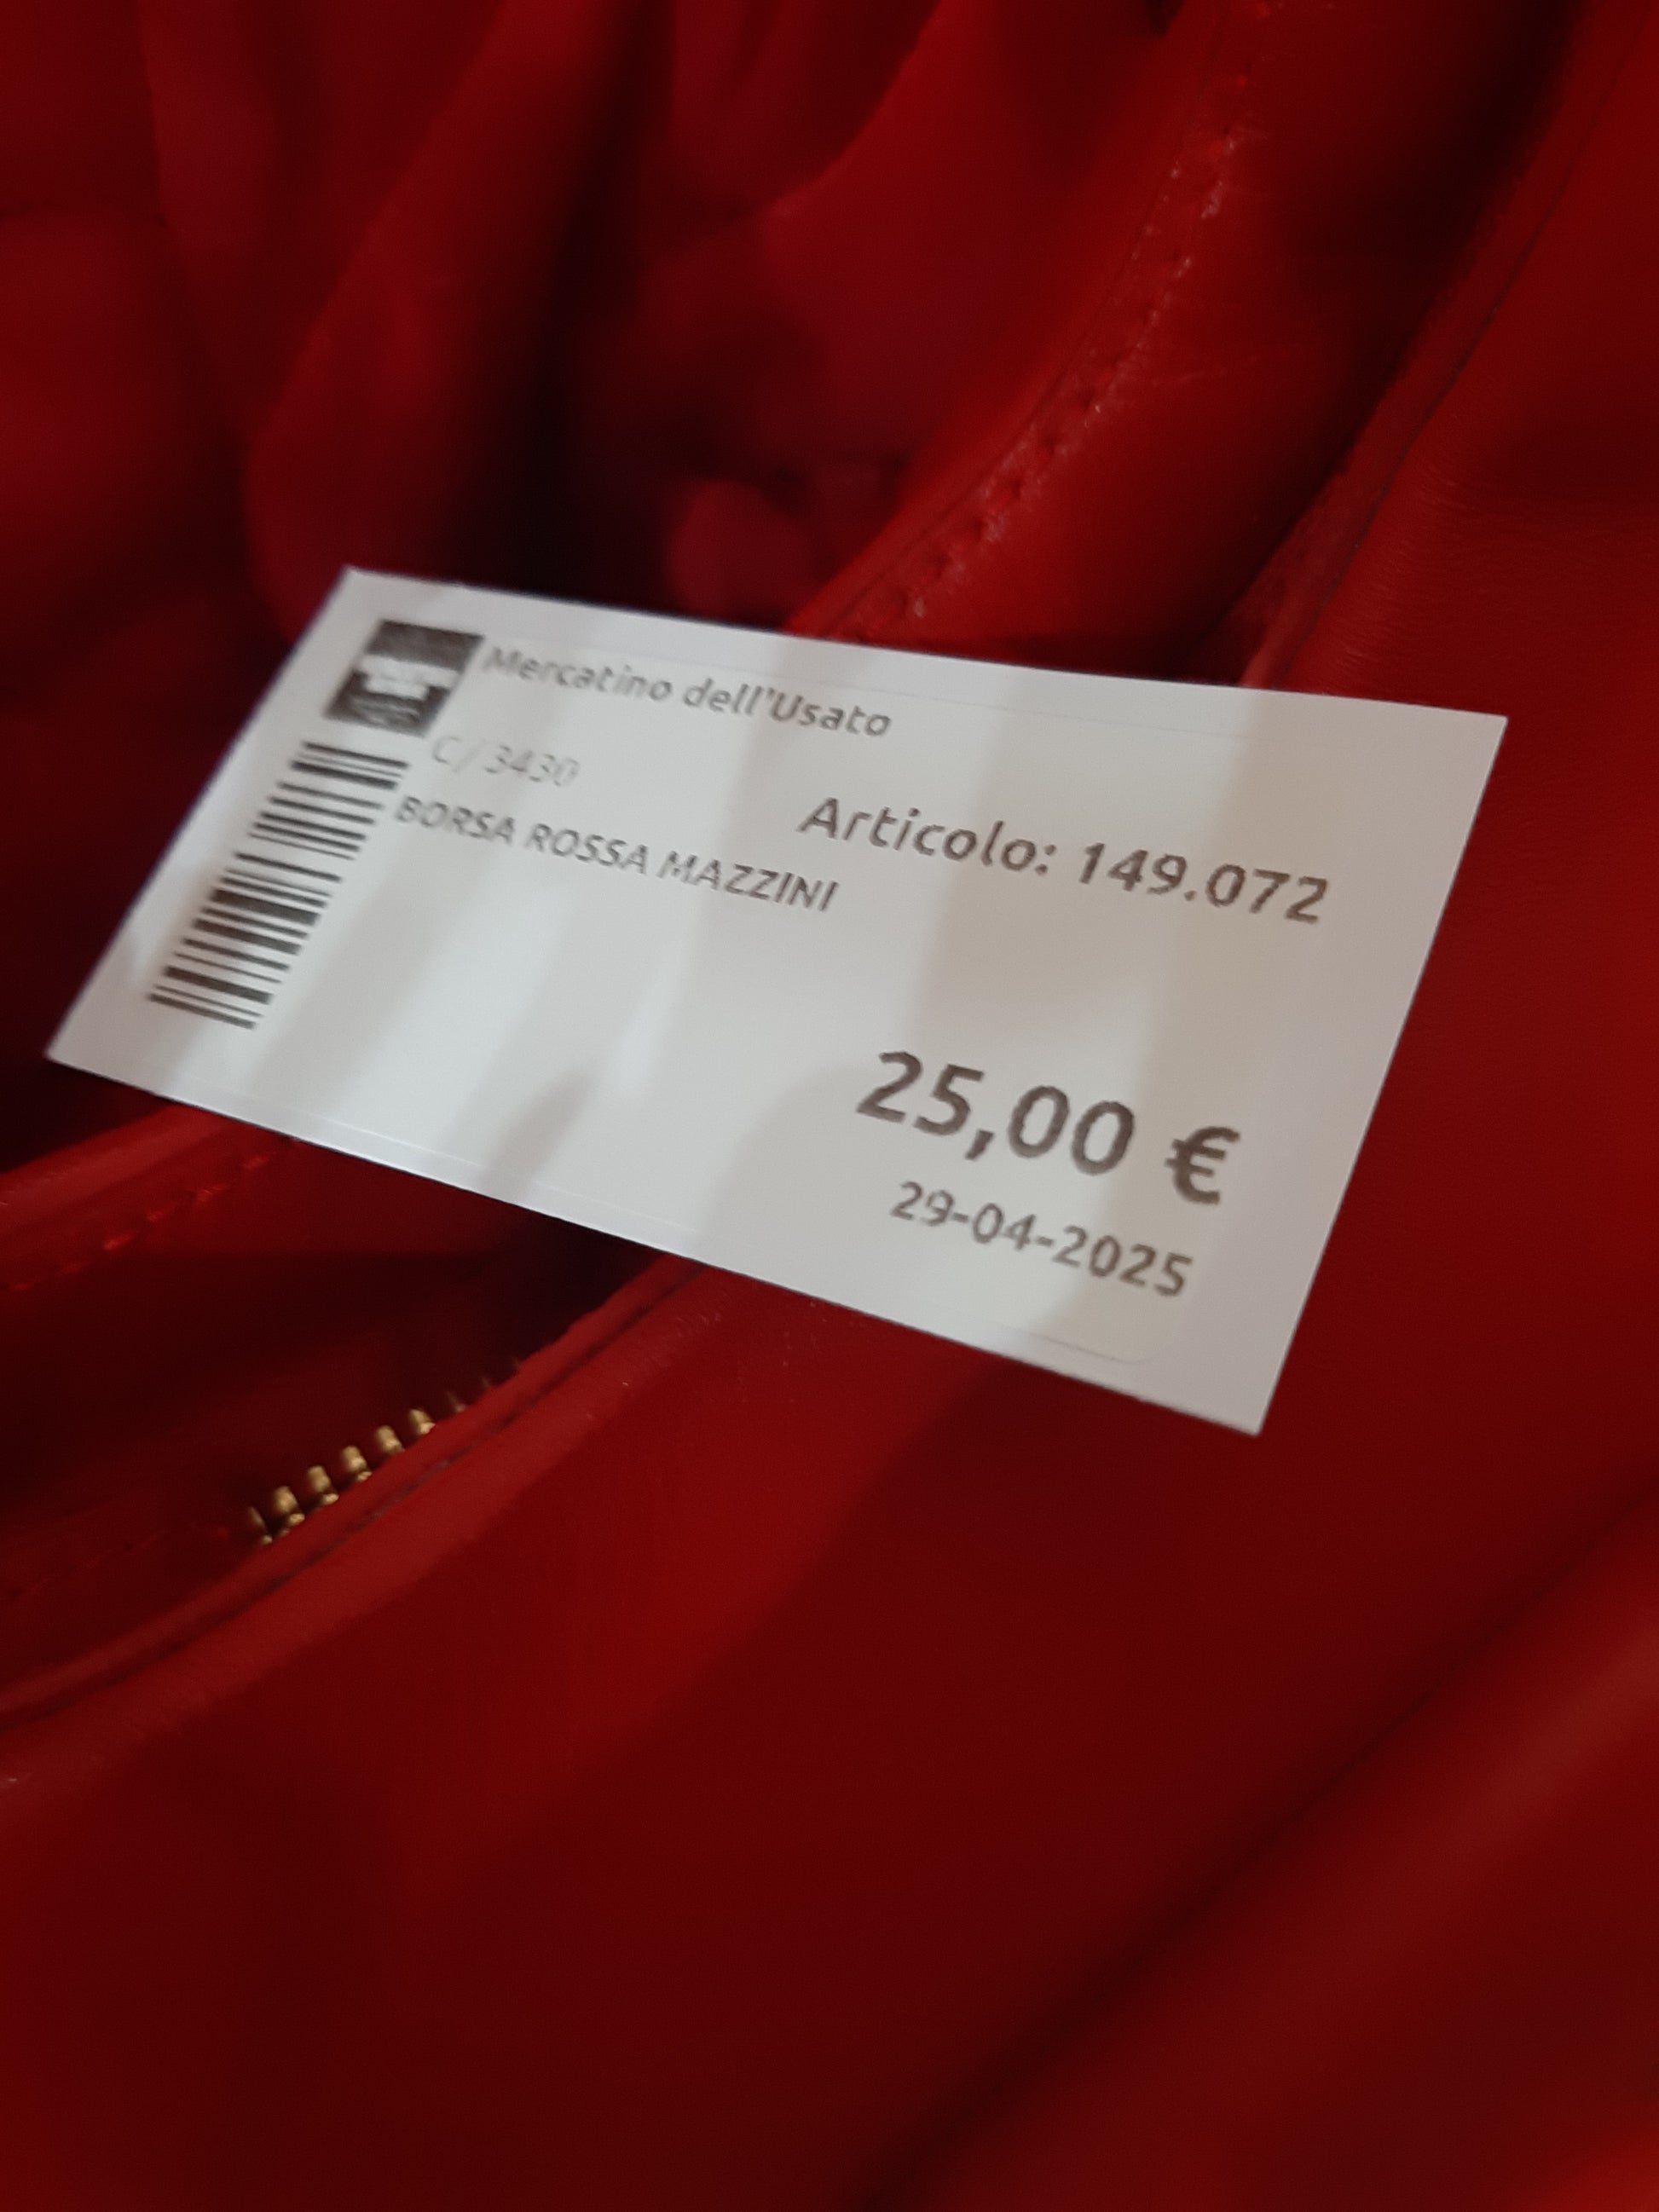 Mercatino dell'Usato
C/ 3430
Articolo: 149.072
BORSA ROSSA MAZZINI
25,00 €
29-04-2025